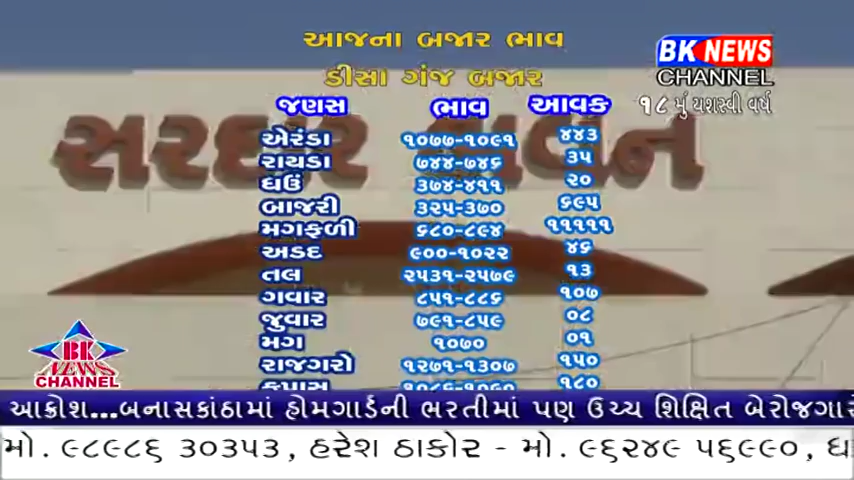 આજના બજાર ભાવ
ડીસા ગંજ બજાર
BK NEWS
CHANNEL
૧૮ મું યશસ્વી વર્ષ
જણસ ભાવ આવક
એરંડા ૧૦૭૭-૧૦૯૧ ૪૪૩
રાયડા ૭૪૪-૭૪૬ ૩૫
ઘઉં ૩૭૪-૪૧૧ ૨૦
બાજરી ૩૨૫-૩૭૦ ૬૯૫
મગફળી ૬૮૦-૮૯૪ ૧૧૧૧૧
અડદ ૯૦૦-૧૦૨૨ ૪૬
તલ ૨૫૩૧-૨૫૭૯ ૧૩
ગવાર ૮૫૧-૮૮૬ ૧૦૭
જુવાર ૭૯૧-૮૫૯ ૦૮
મગ ૧૦૭૦ ૦૧
રાજગરો ૧૨૭૧-૧૩૦૭ ૧૫૦
કપાસ ૧૮૦
સરદાર
BK
NEWS
CHANNEL
આક્રોશ...બનાસકાંઠામાં હોમગાર્ડની ભરતીમાં પણ ઉચ્ચ શિક્ષિત
મો. ૯૮૯૮૬ ૩૦૩૫૩, હરેશ ઠાકોર - મો. ૯૬૨૪૯ ૫૬૯૯૦,